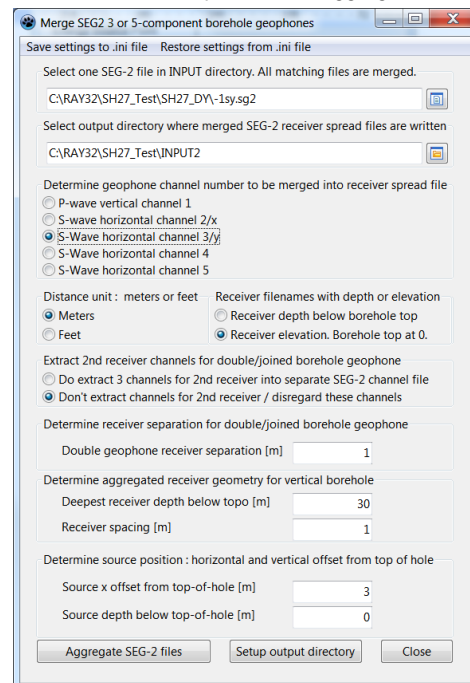 Merge SEG2 3 or 5-component borehole geophones
Save settings to .ini file Restore settings from .ini file
Select one SEG-2 file in INPUT directory. All matching files are merged.
C:\RAY32\SH27_Test\SH27_DY\-1sy.sg2
Select output directory where merged SEG-2 receiver spread files are written
C:\RAY32\SH27_Test\INPUT2
Determine geophone channel number to be merged into receiver spread file
P-wave vertical channel 1
S-wave horizontal channel 2/x
S-Wave horizontal channel 3/y
S-Wave horizontal channel 4
S-Wave horizontal channel 5
Distance unit : meters or feet Receiver filenames with depth or elevation
Meters Receiver depth below borehole top
Feet Receiver elevation. Borehole top at 0.
Extract 2nd receiver channels for double/joined borehole geophone
Do extract 3 channels for 2nd receiver into separate SEG-2 channel file
Don't extract channels for 2nd receiver / disregard these channels
Determine receiver separation for double/joined borehole geophone
Double geophone receiver separation [m] 1
Determine aggregated receiver geometry for vertical borehole
Deepest receiver depth below topo [m] 30
Receiver spacing [m] 1
Determine source position : horizontal and vertical offset from top of hole
Source x offset from top-of-hole [m] 3
Source depth below top-of-hole [m] 0
Aggregate SEG-2 files Setup output directory Close